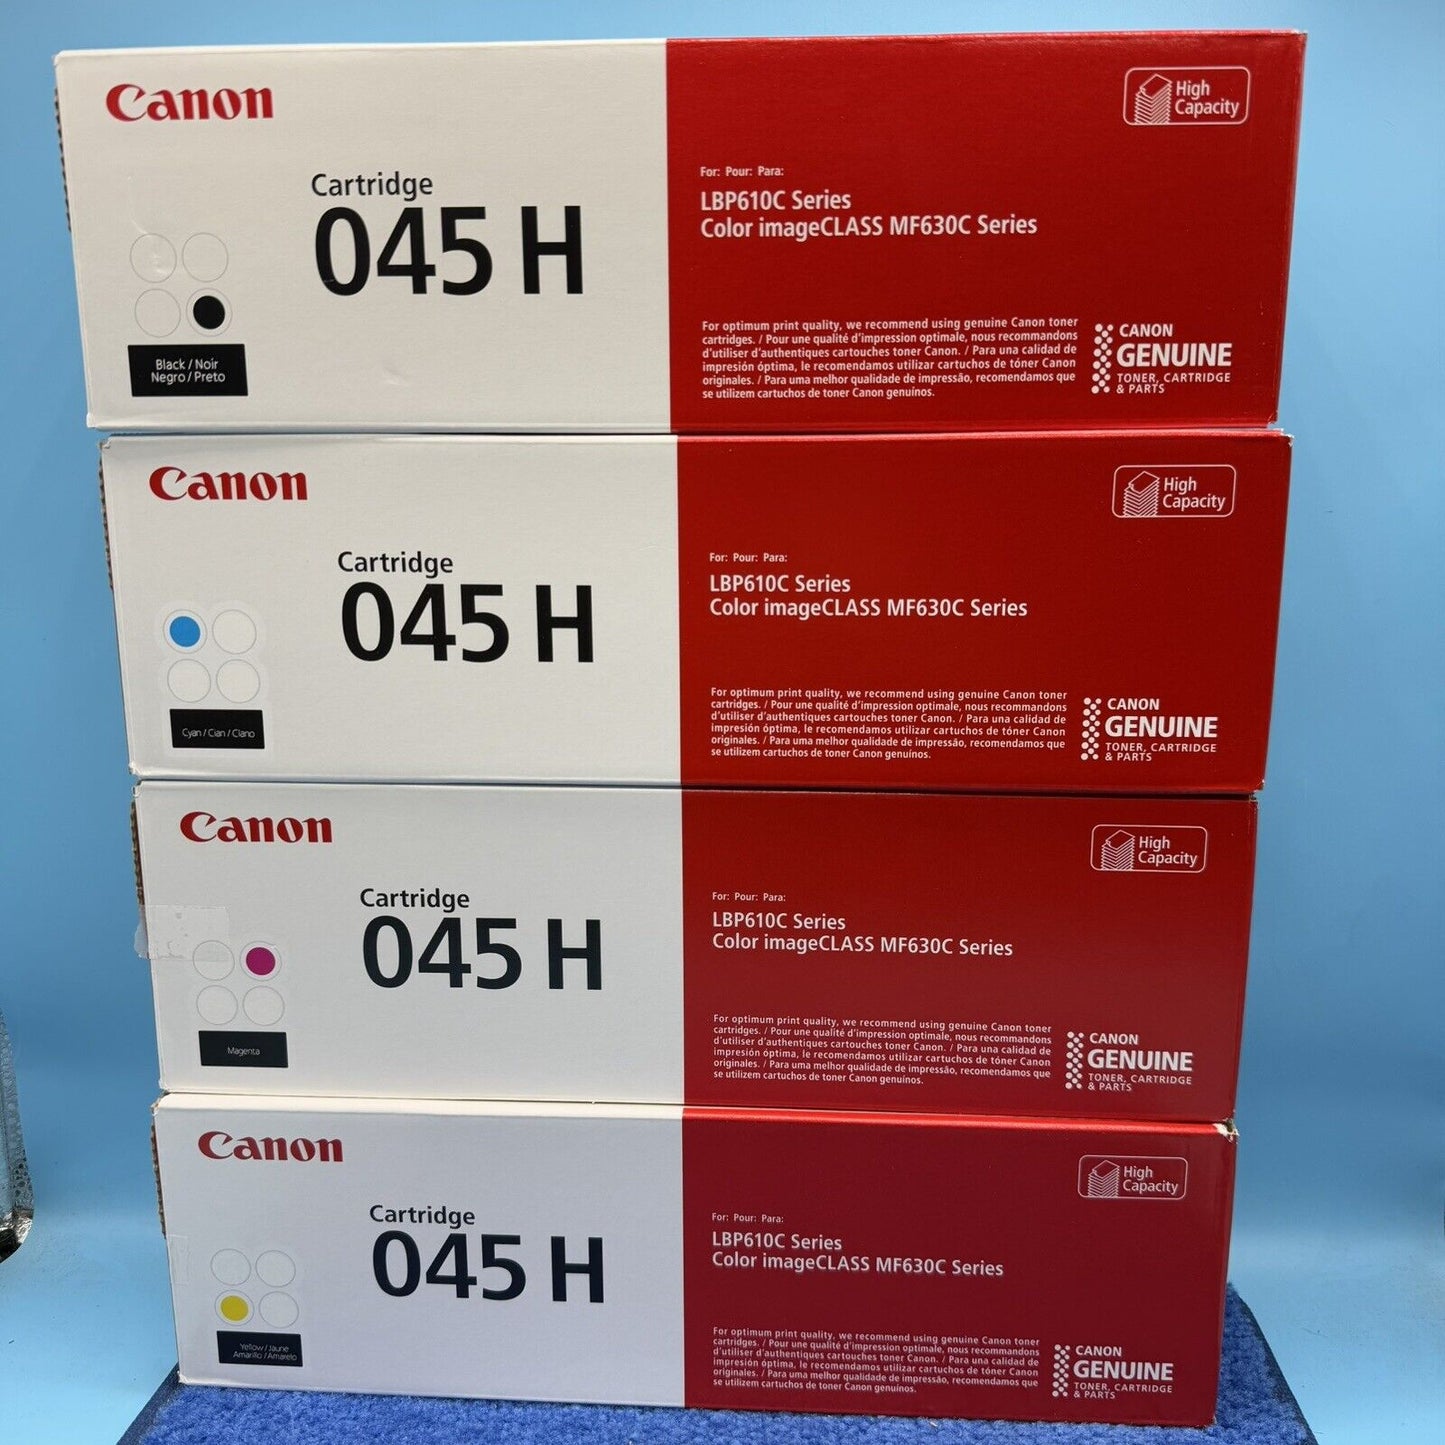 Canon
High
Capacity
Cartridge
045 H
For: Pour: Para:
LBP610C Series
Color imageCLASS MF630C Series
Black / Noir
Negro / Preto
For optimum print quality, we recommend using genuine Canon toner
cartridges. / Pour une qualité d'impression optimale, nous recommandons
d'utiliser d'authentiques cartouches toner Canon. / Para una calidad de
impresión óptima, le recomendamos utilizar cartuchos de tóner Canon
originales. / Para uma melhor qualidade de impressão, recomendamos que
se utilizem cartuchos de toner Canon genuínos.
CANON
GENUINE
TONER, CARTRIDGE
& PARTS
Canon
High
Capacity
Cartridge
045 H
For: Pour: Para:
LBP610C Series
Color imageCLASS MF630C Series
Cyan / Cian / Ciano
For optimum print quality, we recommend using genuine Canon toner
cartridges. / Pour une qualité d'impression optimale, nous recommandons
d'utiliser d'authentiques cartouches toner Canon. / Para una calidad de
impresión óptima, le recomendamos utilizar cartuchos de tóner Canon
originales. / Para uma melhor qualidade de impressão, recomendamos que
se utilizem cartuchos de toner Canon genuínos.
CANON
GENUINE
TONER, CARTRIDGE
& PARTS
Canon
High
Capacity
Cartridge
045 H
For: Pour: Para:
LBP610C Series
Color imageCLASS MF630C Series
Magenta
For optimum print quality, we recommend using genuine Canon toner
cartridges. / Pour une qualité d'impression optimale, nous recommandons
d'utiliser d'authentiques cartouches toner Canon. / Para una calidad de
impresión óptima, le recomendamos utilizar cartuchos de tóner Canon
originales. / Para uma melhor qualidade de impressão, recomendamos que
se utilizem cartuchos de toner Canon genuínos.
CANON
GENUINE
TONER, CARTRIDGE
& PARTS
Canon
High
Capacity
Cartridge
045 H
For: Pour: Para:
LBP610C Series
Color imageCLASS MF630C Series
Yellow / Jaune
Amarillo / Amarelo
For optimum print quality, we recommend using genuine Canon toner
cartridges. / Pour une qualité d'impression optimale, nous recommandons
d'utiliser d'authentiques cartouches toner Canon. / Para una calidad de
impresión óptima, le recomendamos utilizar cartuchos de tóner Canon
originales. / Para uma melhor qualidade de impressão, recomendamos que
se utilizem cartuchos de toner Canon genuínos.
CANON
GENUINE
TONER, CARTRIDGE
& PARTS